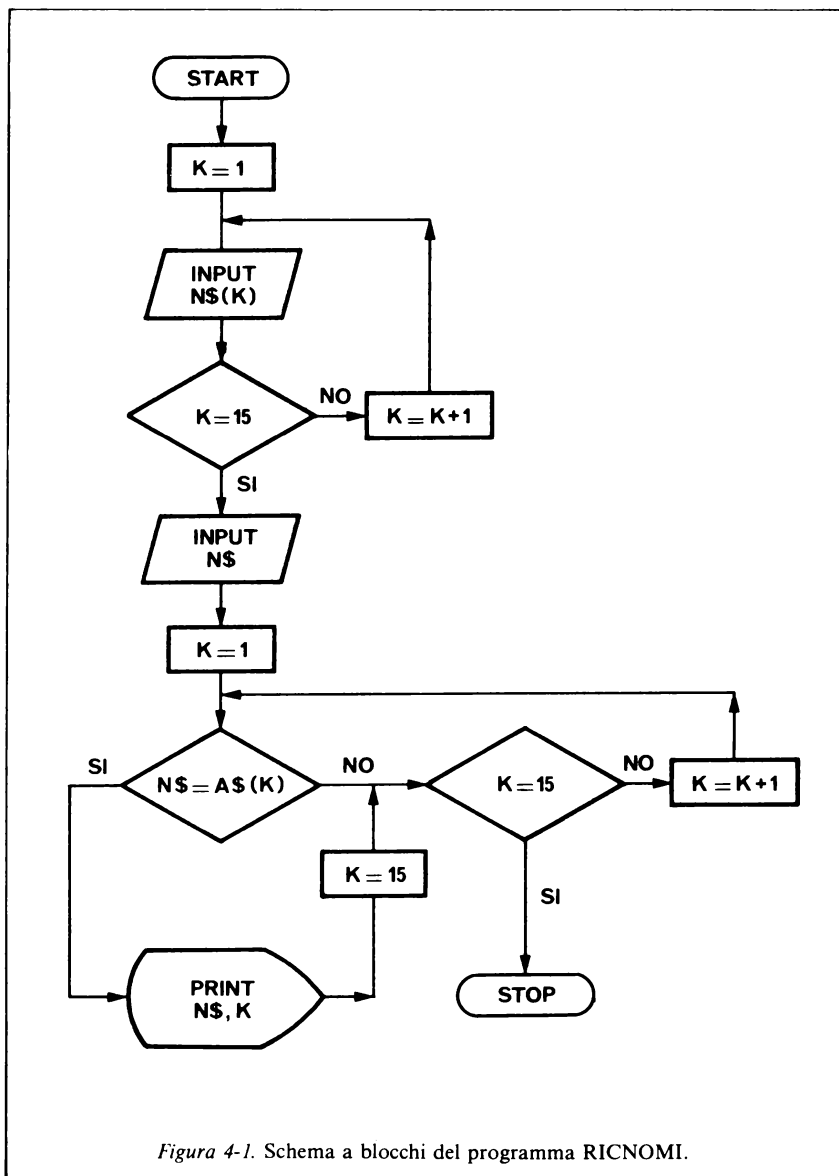 START
K = 1
INPUT
N$(K)
K = 15
NO
K = K+1
SI
INPUT
N$
K = 1
SI
N$ = A$(K)
NO
K = 15
NO
K = K+1
K = 15
SI
PRINT
N$, K
STOP
Figura 4-1. Schema a blocchi del programma RICNOMI.